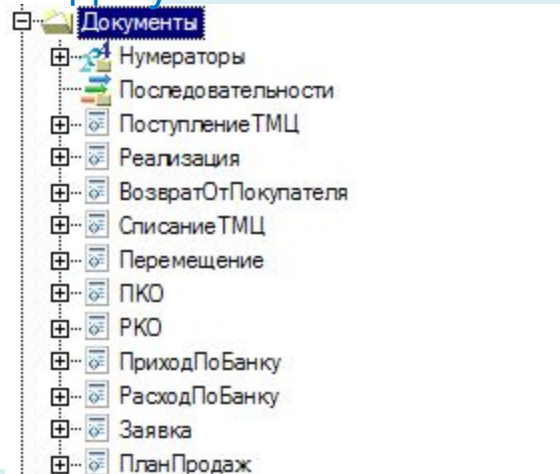 Документы
Нумераторы
Последовательности
ПоступлениеТМЦ
Реализация
ВозвратОтПокупателя
СписаниеТМЦ
Перемещение
ПКО
РКО
ПриходПоБанку
РасходПоБанку
Заявка
ПланПродаж